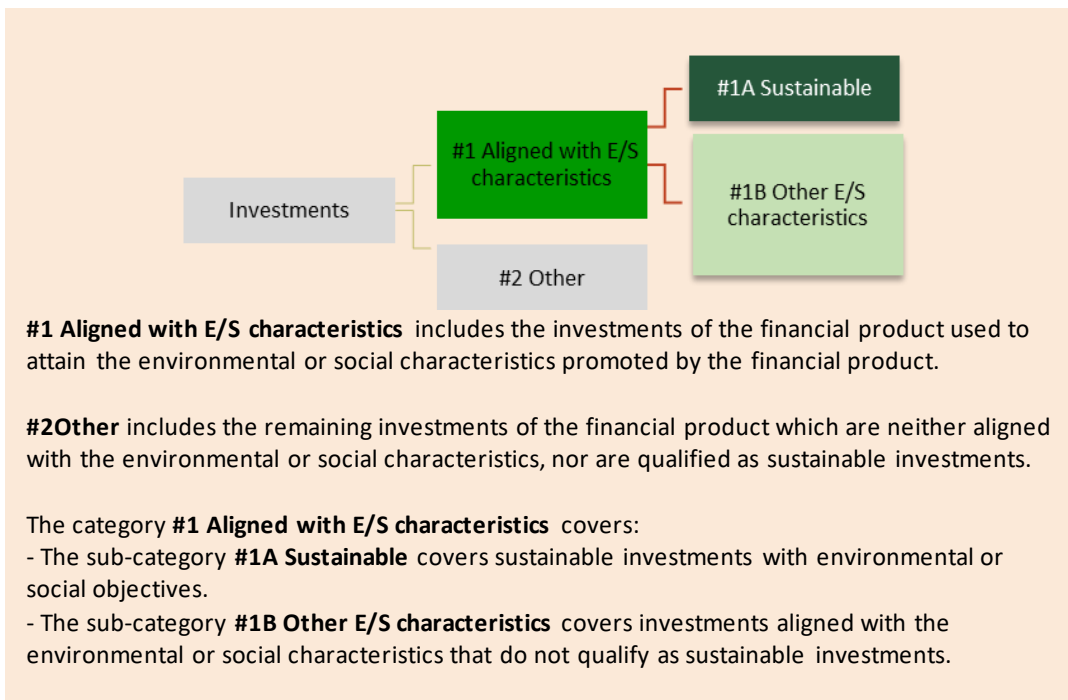 #1A Sustainable
#1 Aligned with E/S
characteristics
#1B Other E/S
characteristics
Investments
#2 Other
#1 Aligned with E/S characteristics includes the investments of the financial product used to
attain the environmental or social characteristics promoted by the financial product.
#2Other includes the remaining investments of the financial product which are neither aligned
with the environmental or social characteristics, nor are qualified as sustainable investments.
The category #1 Aligned with E/S characteristics covers:
- The sub-category #1A Sustainable covers sustainable investments with environmental or
social objectives.
- The sub-category #1B Other E/S characteristics covers investments aligned with the
environmental or social characteristics that do not qualify as sustainable investments.